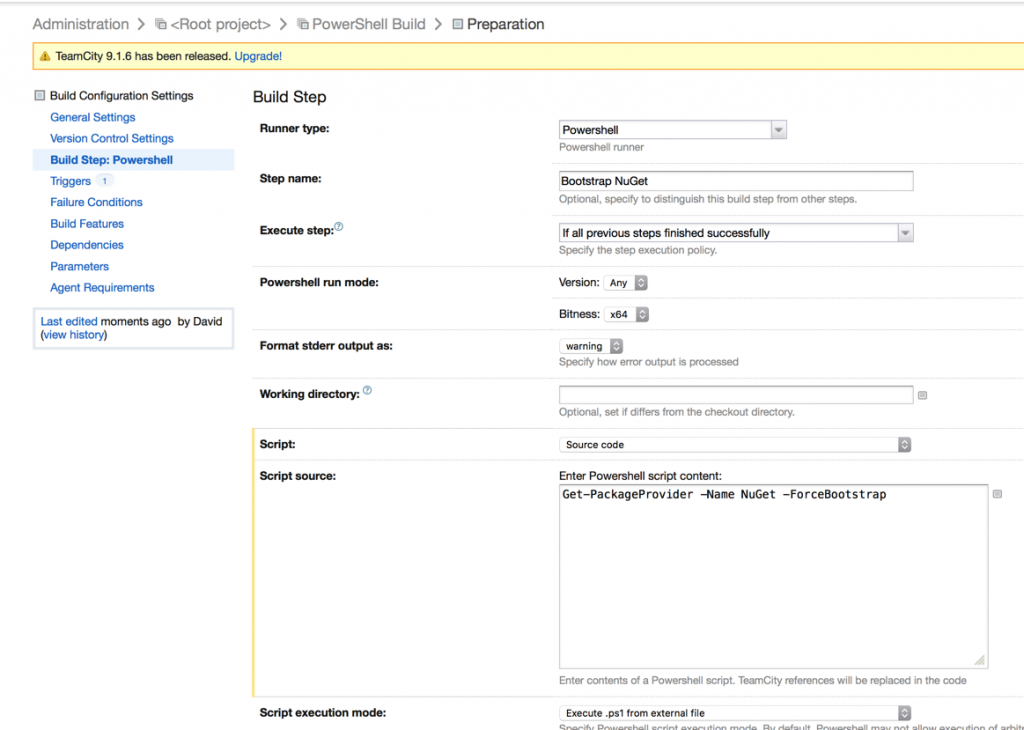 Administration > <Root project> > PowerShell Build > Preparation
TeamCity 9.1.6 has been released. Upgrade!
Build Configuration Settings
General Settings
Version Control Settings
Build Step: Powershell
Triggers 1
Failure Conditions
Build Features
Dependencies
Parameters
Agent Requirements
Last edited moments ago by David
(view history)
Build Step
Runner type:
Powershell
Powershell runner
Step name:
Bootstrap NuGet
Optional, specify to distinguish this build step from other steps.
Execute step:
If all previous steps finished successfully
Specify the step execution policy.
Powershell run mode:
Version: Any
Bitness: x64
Format stderr output as:
warning
Specify how error output is processed
Working directory:
Optional, set if differs from the checkout directory.
Script:
Source code
Script source:
Enter Powershell script content:
Get-PackageProvider -Name NuGet -ForceBootstrap
Enter contents of a Powershell script. TeamCity references will be replaced in the code
Script execution mode:
Execute .ps1 from external file
Specify Powershell script execution mode. By default, Powershell may not allow execution of